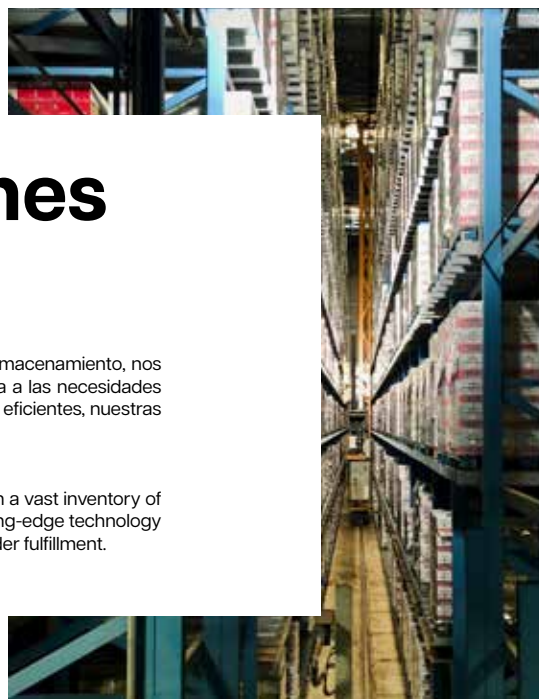 nes
macenamiento, nos
a a las necesidades
eficientes, nuestras
n a vast inventory of
ng-edge technology
der fulfillment.